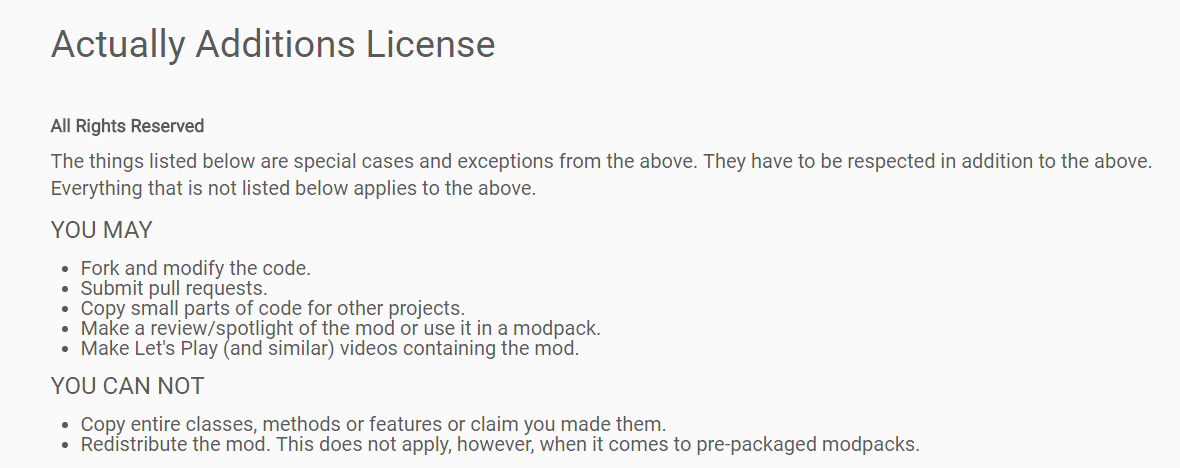 Actually Additions License
All Rights Reserved
The things listed below are special cases and exceptions from the above. They have to be respected in addition to the above.
Everything that is not listed below applies to the above.
YOU MAY
• Fork and modify the code.
• Submit pull requests.
• Copy small parts of code for other projects.
• Make a review/spotlight of the mod or use it in a modpack.
• Make Let's Play (and similar) videos containing the mod.
YOU CAN NOT
• Copy entire classes, methods or features or claim you made them.
• Redistribute the mod. This does not apply, however, when it comes to pre-packaged modpacks.